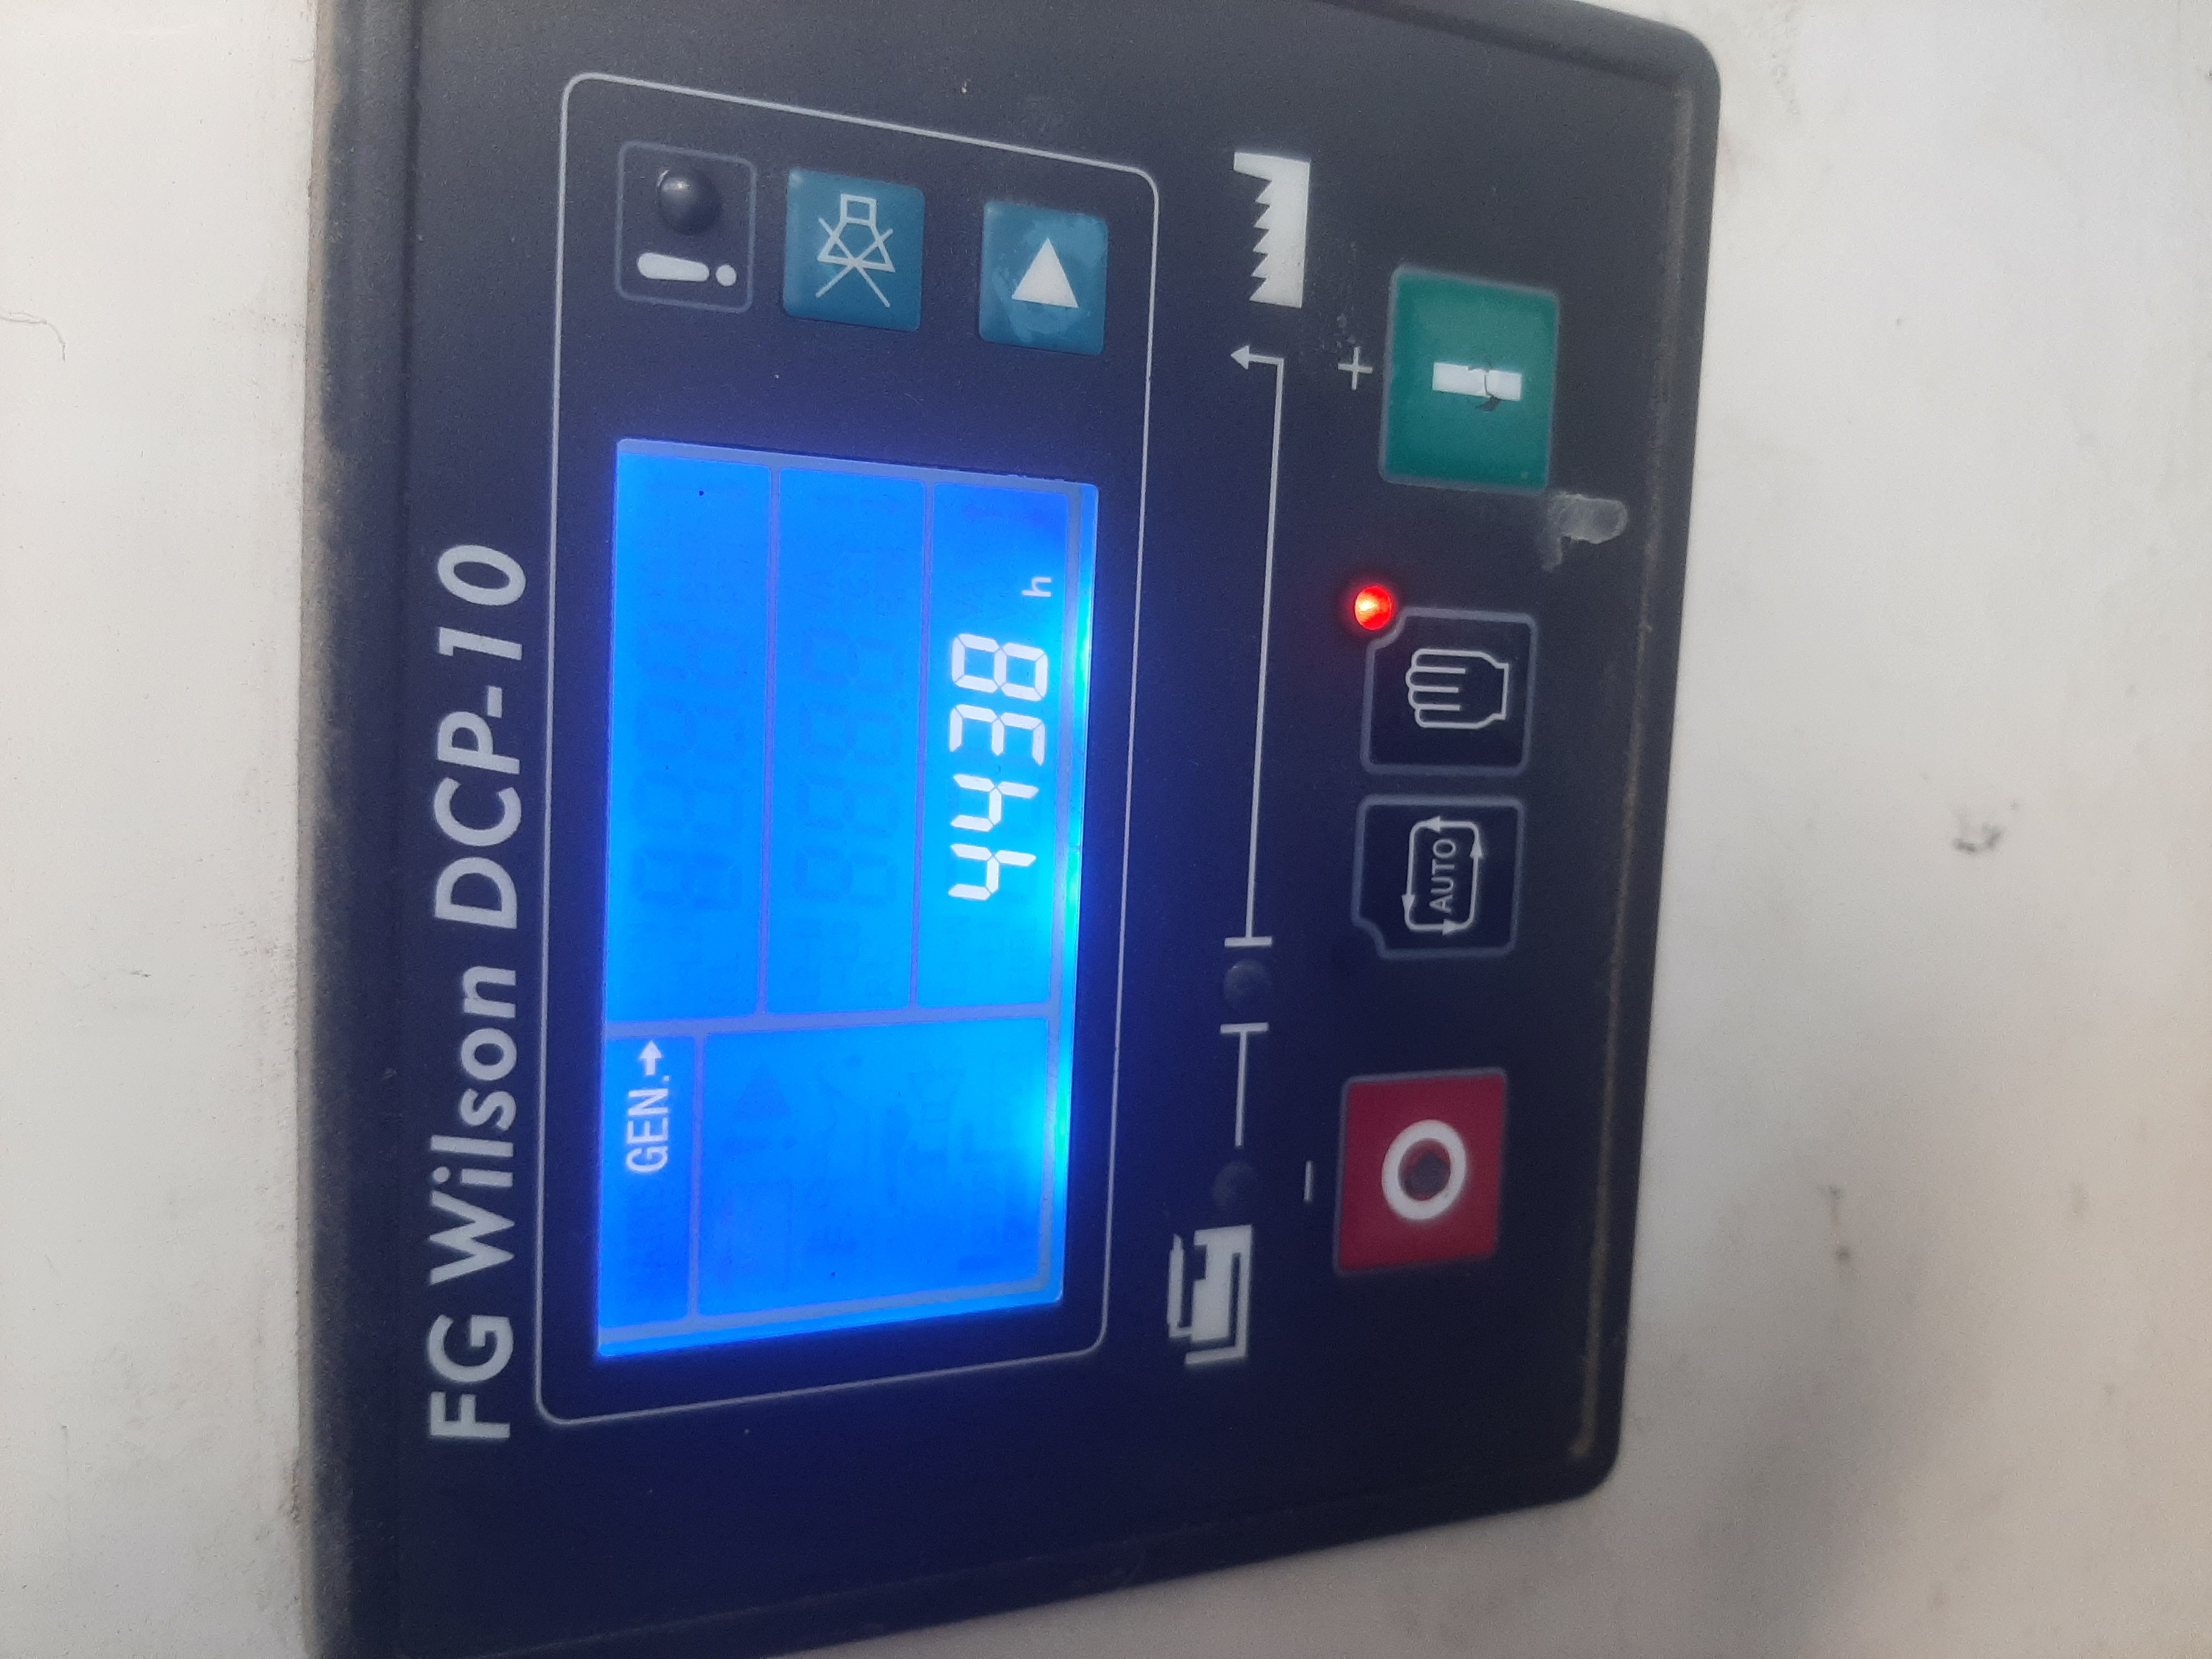 FG Wilson DCP-10
GEN.→
4438 h
!
−
+
AUTO